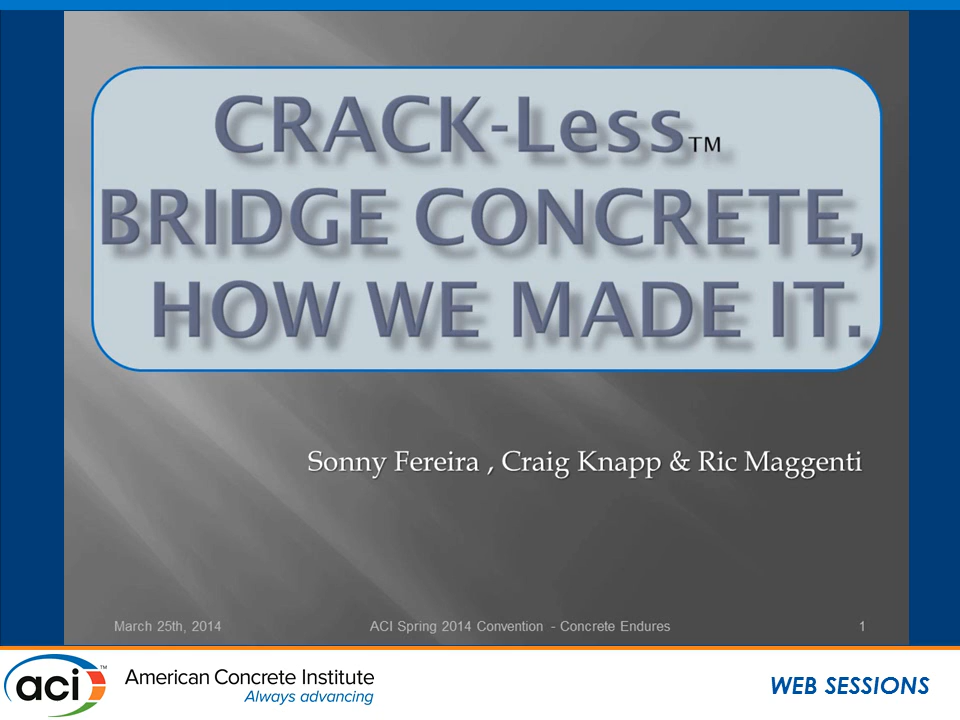 CRACK-Less™
BRIDGE CONCRETE,
HOW WE MADE IT.
Sonny Fereira , Craig Knapp & Ric Maggenti
March 25th, 2014 ACI Spring 2014 Convention - Concrete Endures 1
aci™ American Concrete Institute
Always advancing
WEB SESSIONS